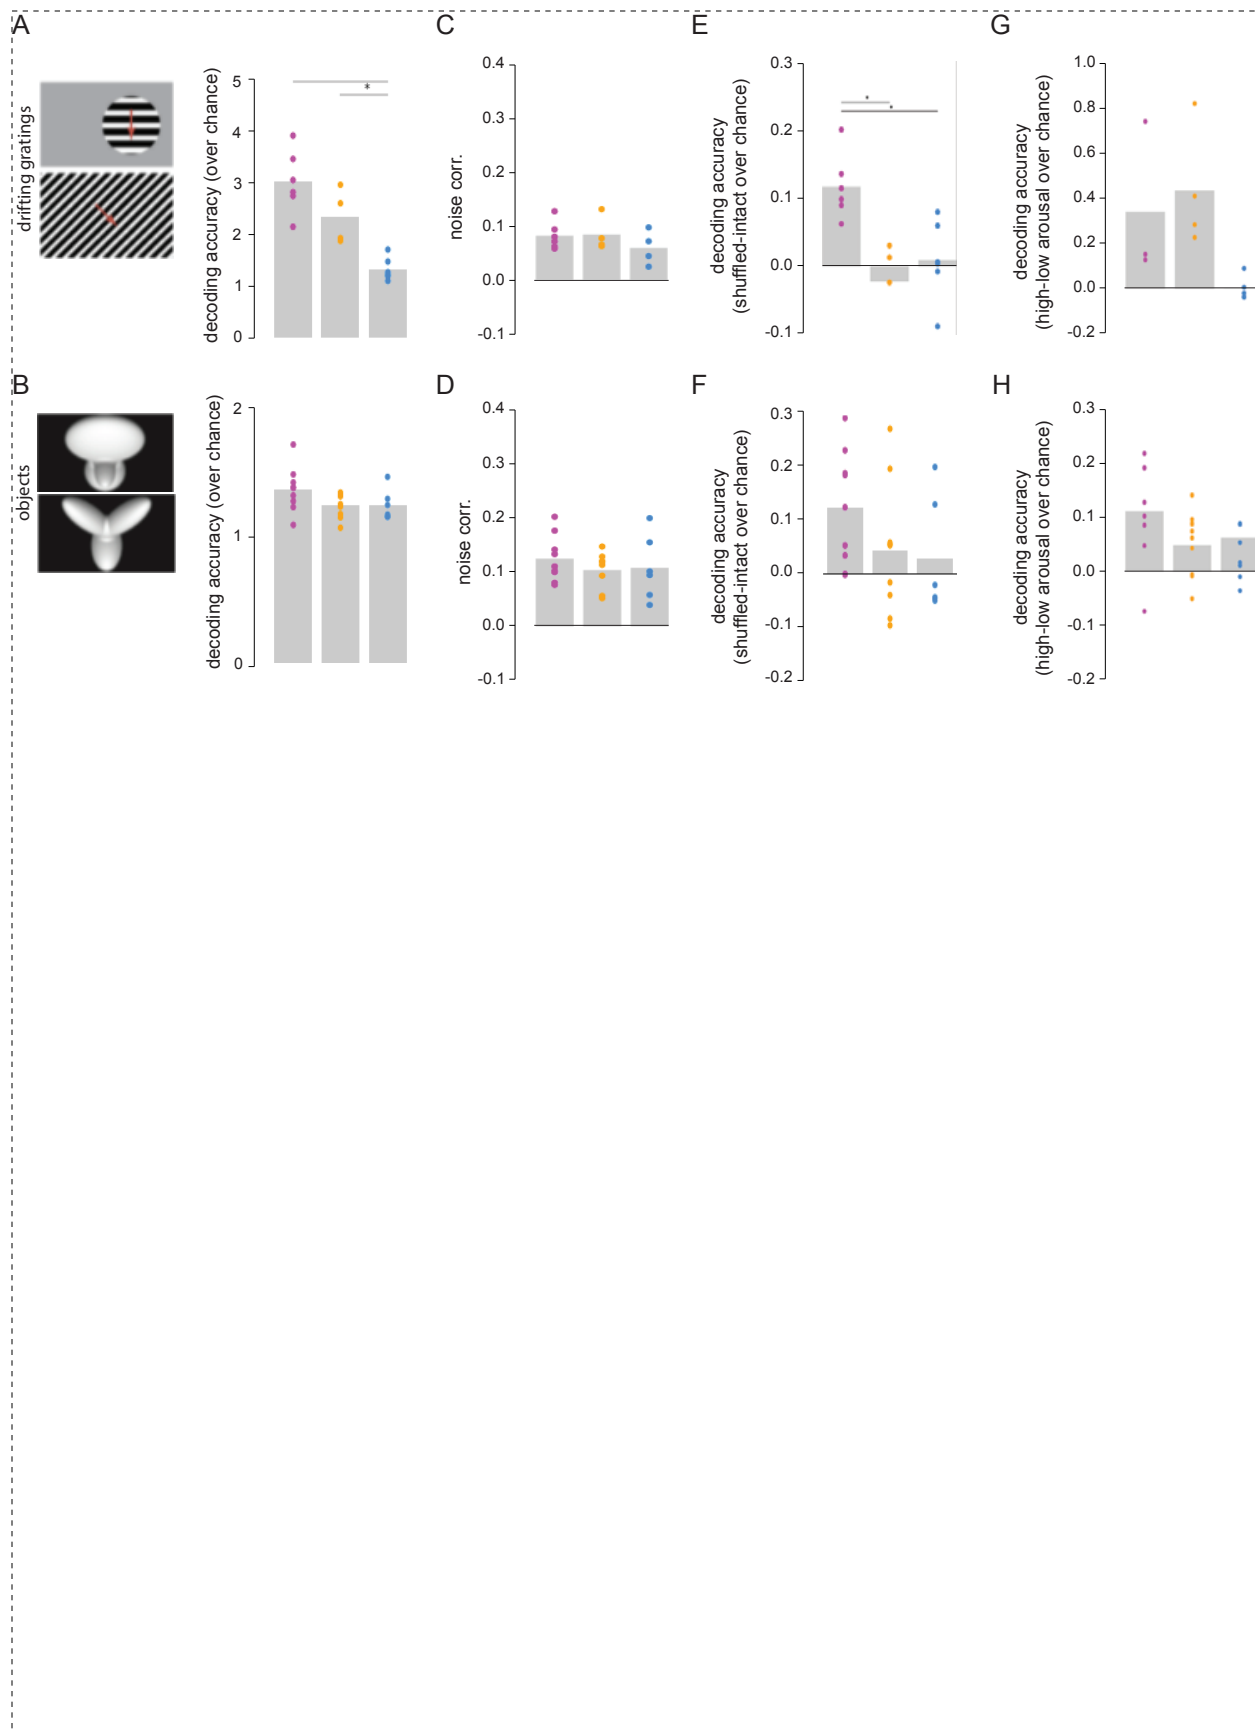 A
drifting gratings
decoding accuracy (over chance)
5
4
3
2
1
0
*
C
noise corr.
0.4
0.3
0.2
0.1
0.0
-0.1
E
decoding accuracy
(shuffled-intact over chance)
0.3
0.2
0.1
0.0
-0.1
*
*
G
decoding accuracy
(high-low arousal over chance)
1.0
0.8
0.6
0.4
0.2
0.0
-0.2
B
objects
decoding accuracy (over chance)
2
1
0
D
noise corr.
0.4
0.3
0.2
0.1
0.0
-0.1
F
decoding accuracy
(shuffled-intact over chance)
0.3
0.2
0.1
0.0
-0.1
-0.2
H
decoding accuracy
(high-low arousal over chance)
0.3
0.2
0.1
0.0
-0.1
-0.2